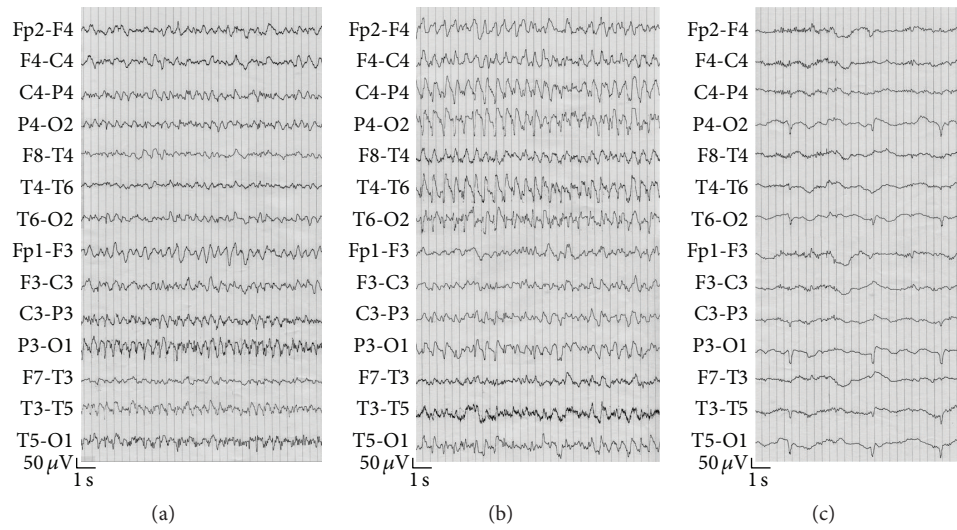 Fp2-F4
F4-C4
C4-P4
P4-O2
F8-T4
T4-T6
T6-O2
Fp1-F3
F3-C3
C3-P3
P3-O1
F7-T3
T3-T5
T5-O1
50 μV
1 s
(a)
Fp2-F4
F4-C4
C4-P4
P4-O2
F8-T4
T4-T6
T6-O2
Fp1-F3
F3-C3
C3-P3
P3-O1
F7-T3
T3-T5
T5-O1
50 μV
1 s
(b)
Fp2-F4
F4-C4
C4-P4
P4-O2
F8-T4
T4-T6
T6-O2
Fp1-F3
F3-C3
C3-P3
P3-O1
F7-T3
T3-T5
T5-O1
50 μV
1 s
(c)